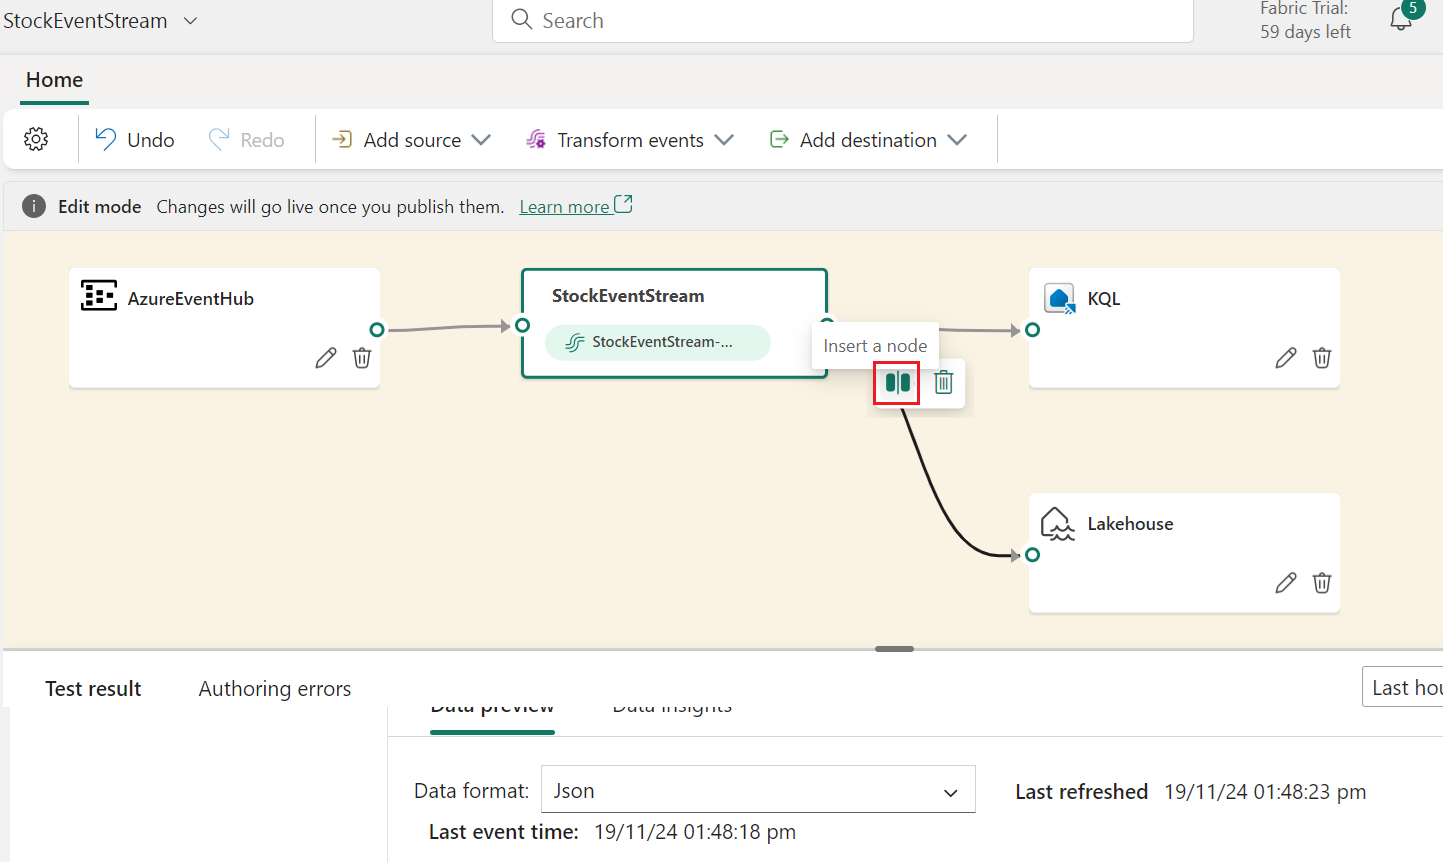 StockEventStream
Search
Fabric Trial:
59 days left
5
Home
Undo
Redo
Add source
Transform events
Add destination
Edit mode Changes will go live once you publish them. Learn more
AzureEventHub
StockEventStream
StockEventStream-...
Insert a node
KQL
Lakehouse
Test result
Authoring errors
Last hou
Data preview
Data insights
Data format:
Json
Last refreshed 19/11/24 01:48:23 pm
Last event time: 19/11/24 01:48:18 pm